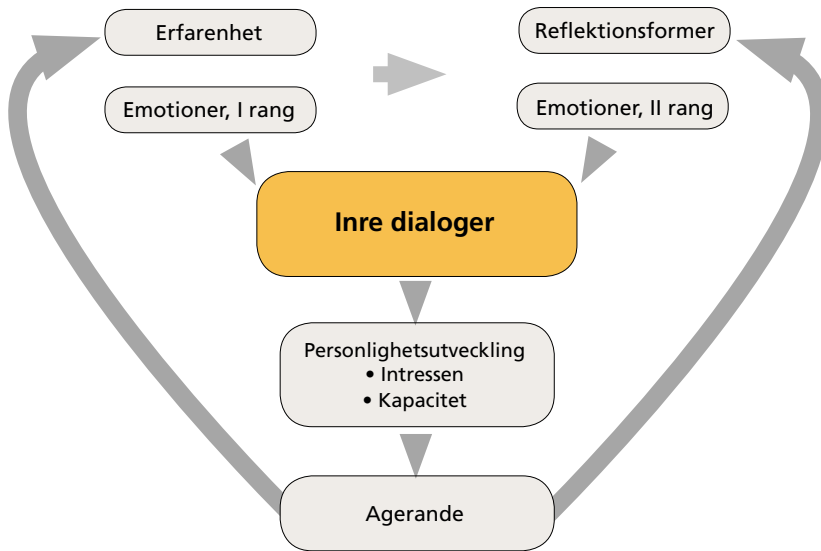 Erfarenhet
Reflektionsformer
Emotioner, I rang
Emotioner, II rang
Inre dialoger
Personlighetsutveckling
• Intressen
• Kapacitet
Agerande